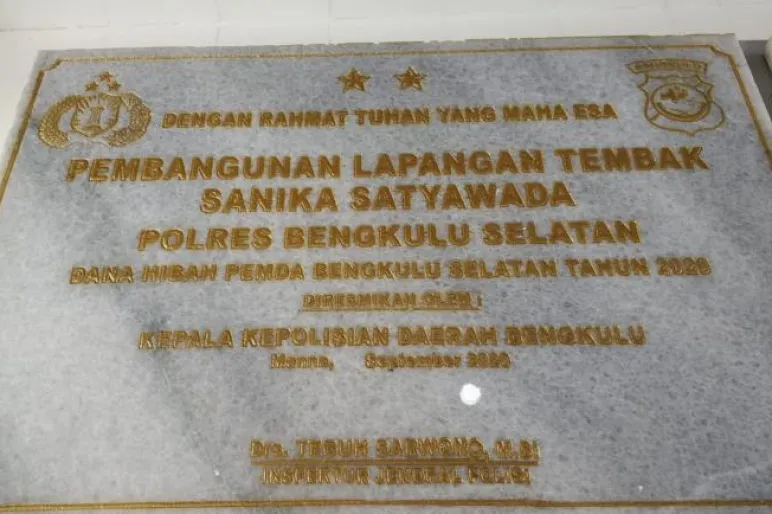 DENGAN RAHMAT TUHAN YANG MAHA ESA
PEMBANGUNAN LAPANGAN TEMBAK
SANIKA SATYAWADA
POLRES BENGKULU SELATAN
DANA HIBAH PEMDA BENGKULU SELATAN TAHUN 2020
DIRESMIKAN OLEH :
KEPALA KEPOLISIAN DAERAH BENGKULU
Manna, September 2020
Drs. TEGUH SARWONO, M.Si
INSPEKTUR JENDERAL POLISI